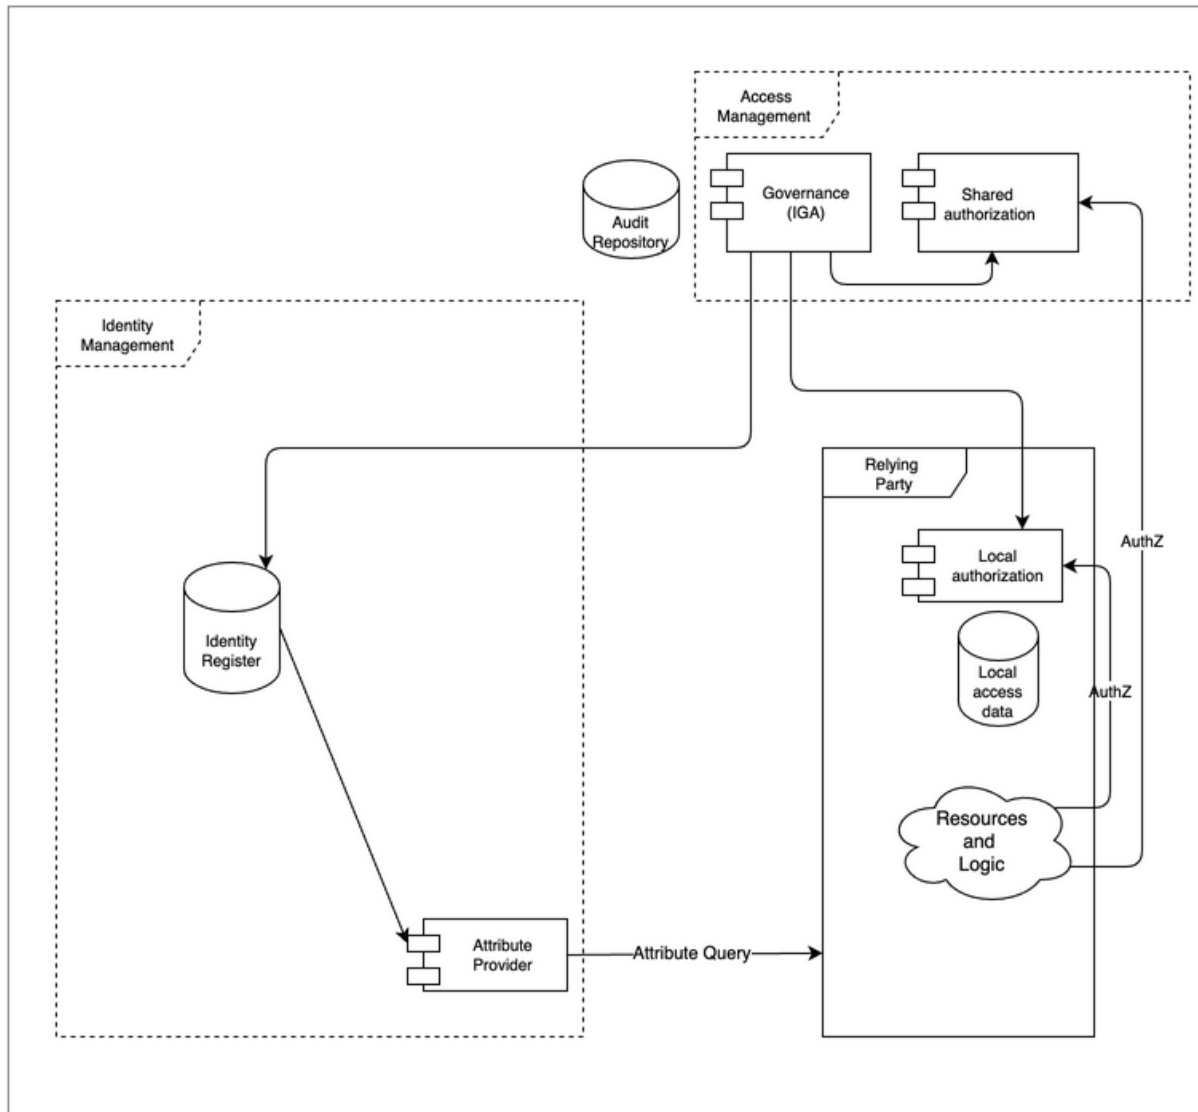 Access
Management
Governance
(IGA)
Shared
authorization
Audit
Repository
Identity
Management
Relying
Party
Local
authorization
AuthZ
Identity
Register
Local
access
data
AuthZ
Resources
and
Logic
Attribute
Provider
Attribute Query